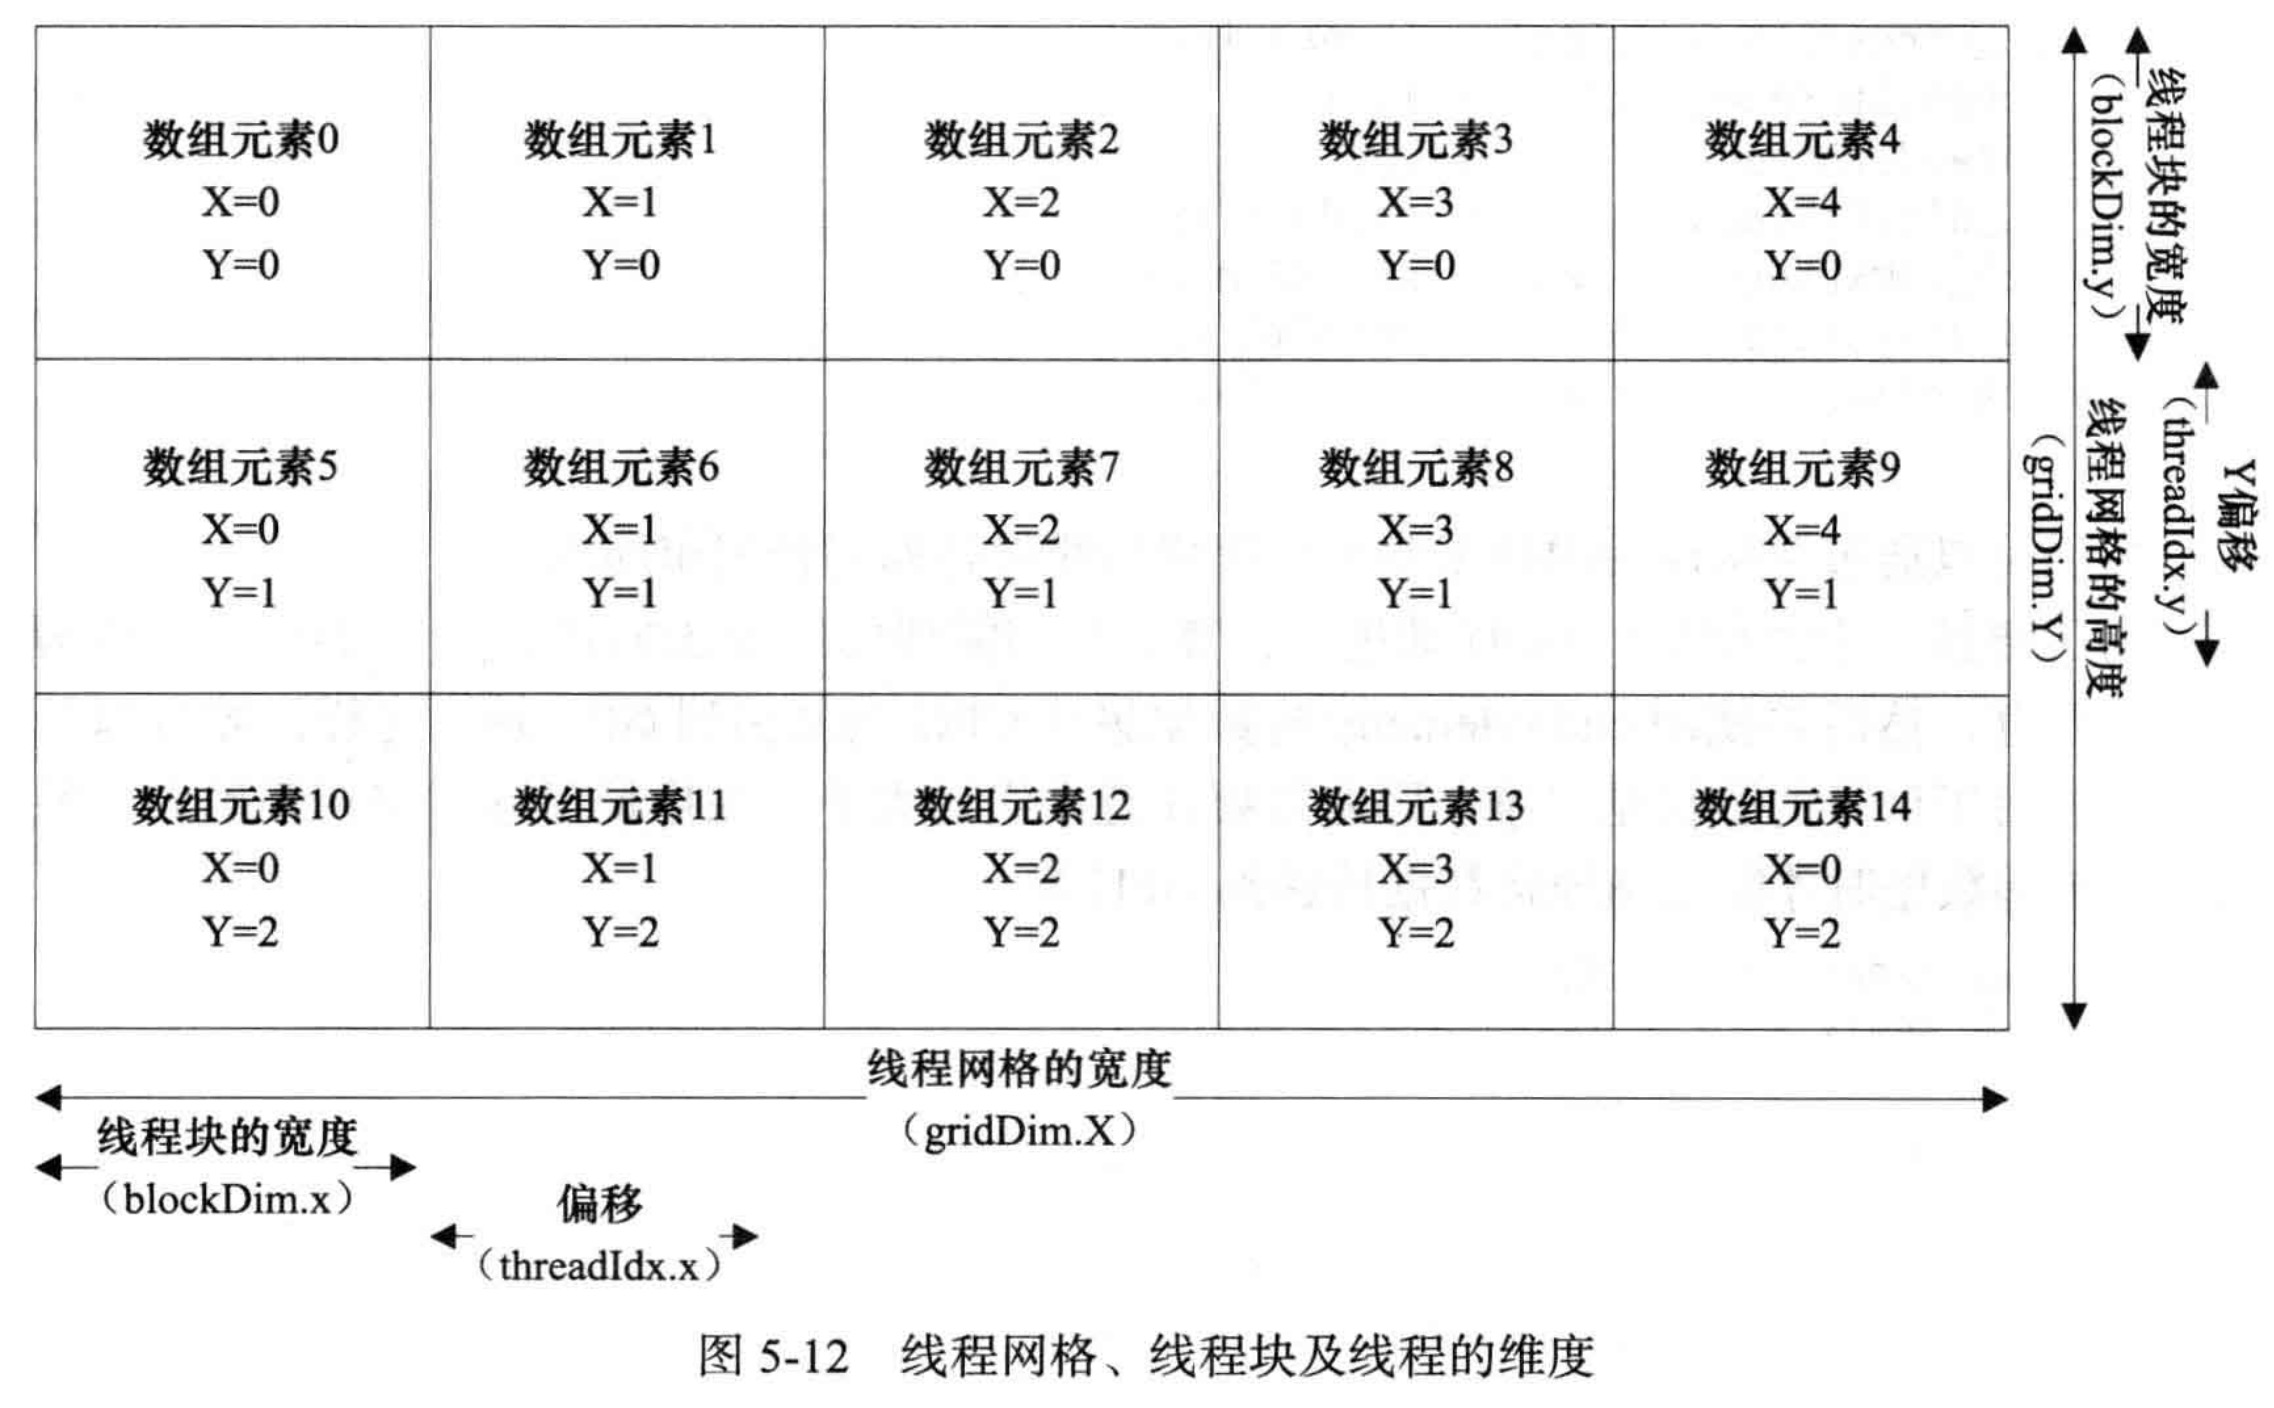 数组元素0
X=0
Y=0
数组元素1
X=1
Y=0
数组元素2
X=2
Y=0
数组元素3
X=3
Y=0
数组元素4
X=4
Y=0
数组元素5
X=0
Y=1
数组元素6
X=1
Y=1
数组元素7
X=2
Y=1
数组元素8
X=3
Y=1
数组元素9
X=4
Y=1
数组元素10
X=0
Y=2
数组元素11
X=1
Y=2
数组元素12
X=2
Y=2
数组元素13
X=3
Y=2
数组元素14
X=0
Y=2
线程块的宽度
（blockDim.y）
线程网格的高度
（gridDim.Y）
Y偏移
（threadIdx.y）
线程网格的宽度
（gridDim.X）
线程块的宽度
（blockDim.x）
偏移
（threadIdx.x）
图 5-12 线程网格、线程块及线程的维度